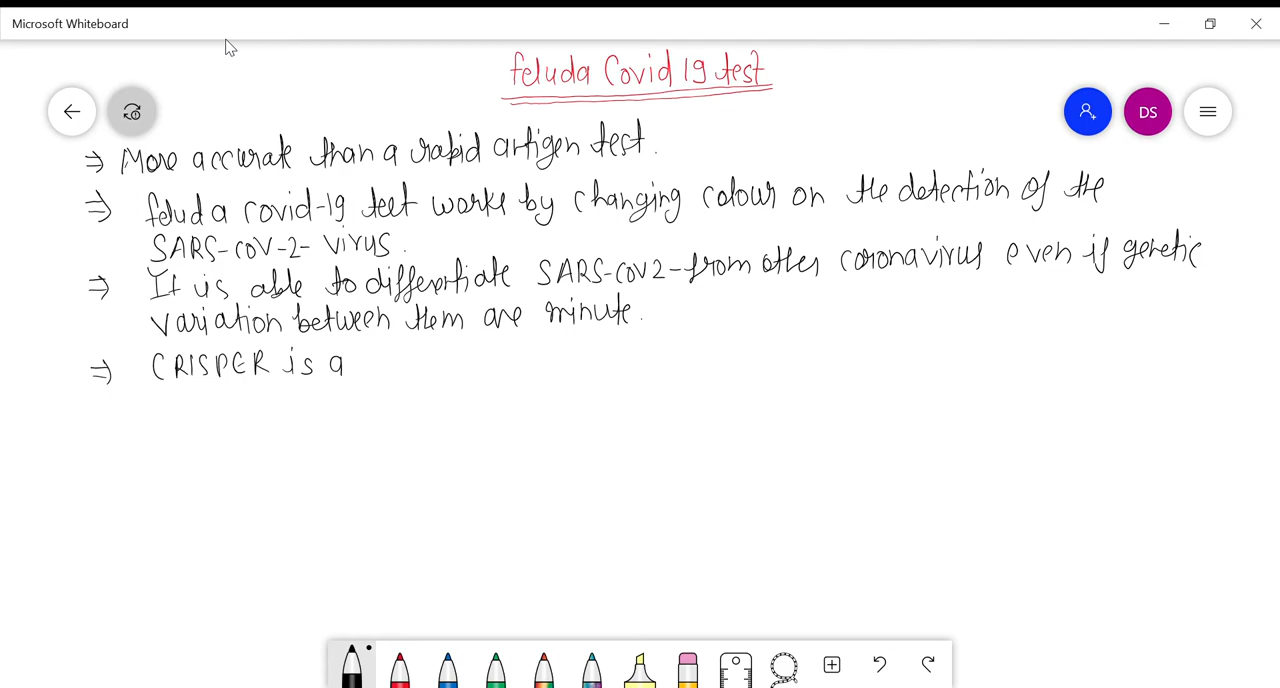 Microsoft Whiteboard
feluda Covid 19 test
DS
⇒ More accurate than a rapid antigen test.
⇒ feluda covid-19 test works by changing colour on the detection of the
SARS-COV-2- virus.
⇒ It is able to differentiate SARS-COV2-from other coronavirus even if genetic
variation between them are minute.
⇒ CRISPER is a